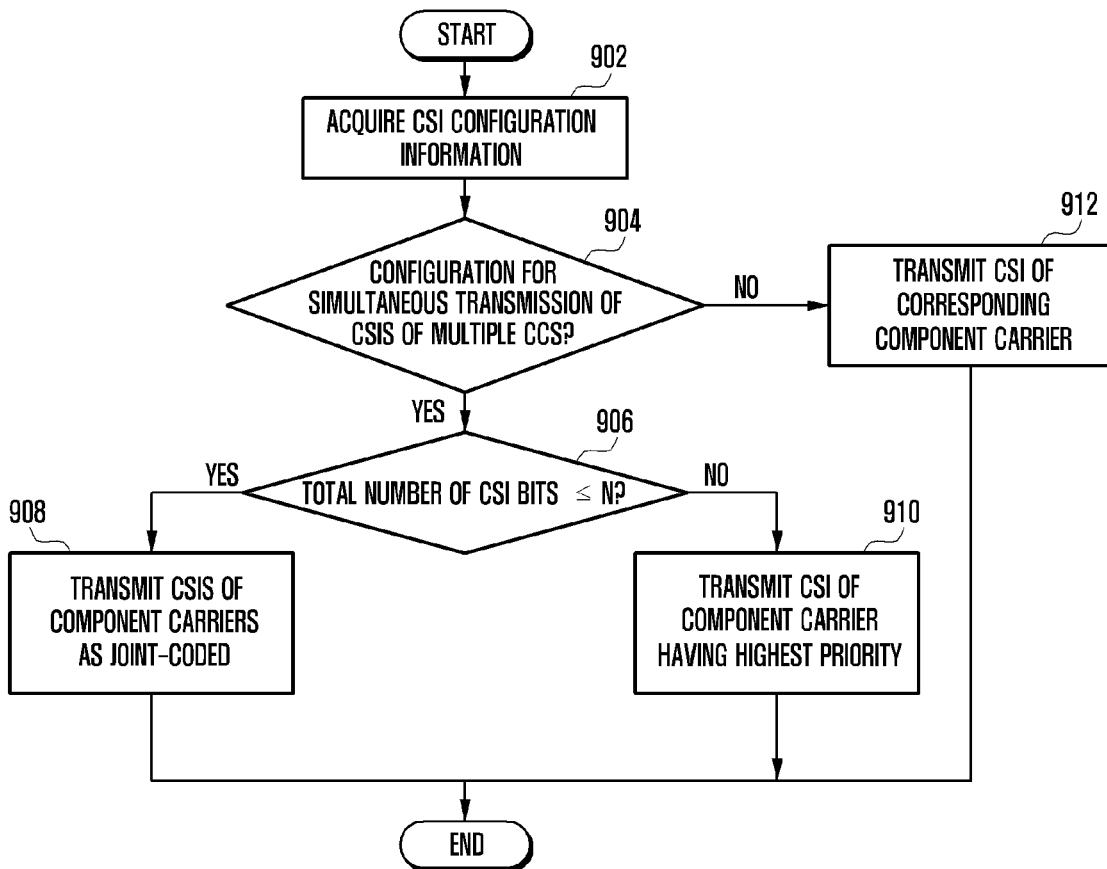 START
902
ACQUIRE CSI CONFIGURATION
INFORMATION
904
CONFIGURATION FOR
SIMULTANEOUS TRANSMISSION OF
CSIS OF MULTIPLE CCS?
NO
912
TRANSMIT CSI OF
CORRESPONDING
COMPONENT CARRIER
YES
906
TOTAL NUMBER OF CSI BITS ≤ N?
YES
NO
908
TRANSMIT CSIS OF
COMPONENT CARRIERS
AS JOINT-CODED
910
TRANSMIT CSI OF
COMPONENT CARRIER
HAVING HIGHEST PRIORITY
END